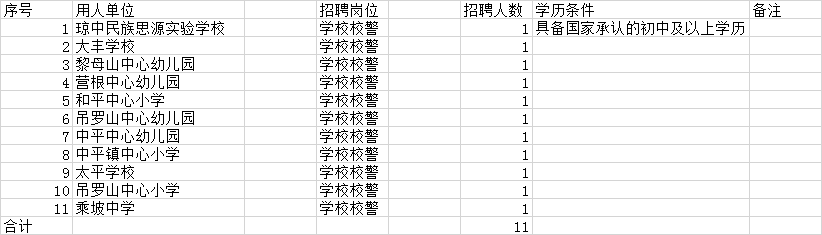 序号 用人单位 招聘岗位 招聘人数 学历条件 备注
1 琼中民族思源实验学校 学校校警 1 具备国家承认的初中及以上学历
2 大丰学校 学校校警 1
3 黎母山中心幼儿园 学校校警 1
4 营根中心幼儿园 学校校警 1
5 和平中心小学 学校校警 1
6 吊罗山中心幼儿园 学校校警 1
7 中平中心幼儿园 学校校警 1
8 中平镇中心小学 学校校警 1
9 太平学校 学校校警 1
10 吊罗山中心小学 学校校警 1
11 乘坡中学 学校校警 1
合计 11